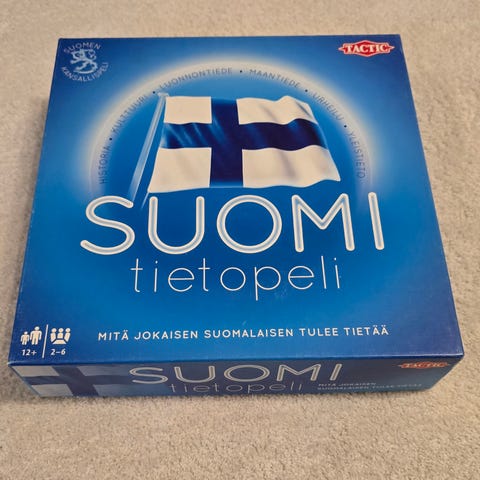 SUOMEN
KANSALLISPELI
TACTIC
HISTORIA • KULTTUURI • LUONNONTIEDE • MAANTIEDE • URHEILU • YLEISTIETO
SUOMI
tietopeli
MITÄ JOKAISEN SUOMALAISEN TULEE TIETÄÄ
12+
2-6
SUOMI
tietopeli
MITÄ JOKAISEN
SUOMALAISEN TULEE TIETÄÄ
TACTIC